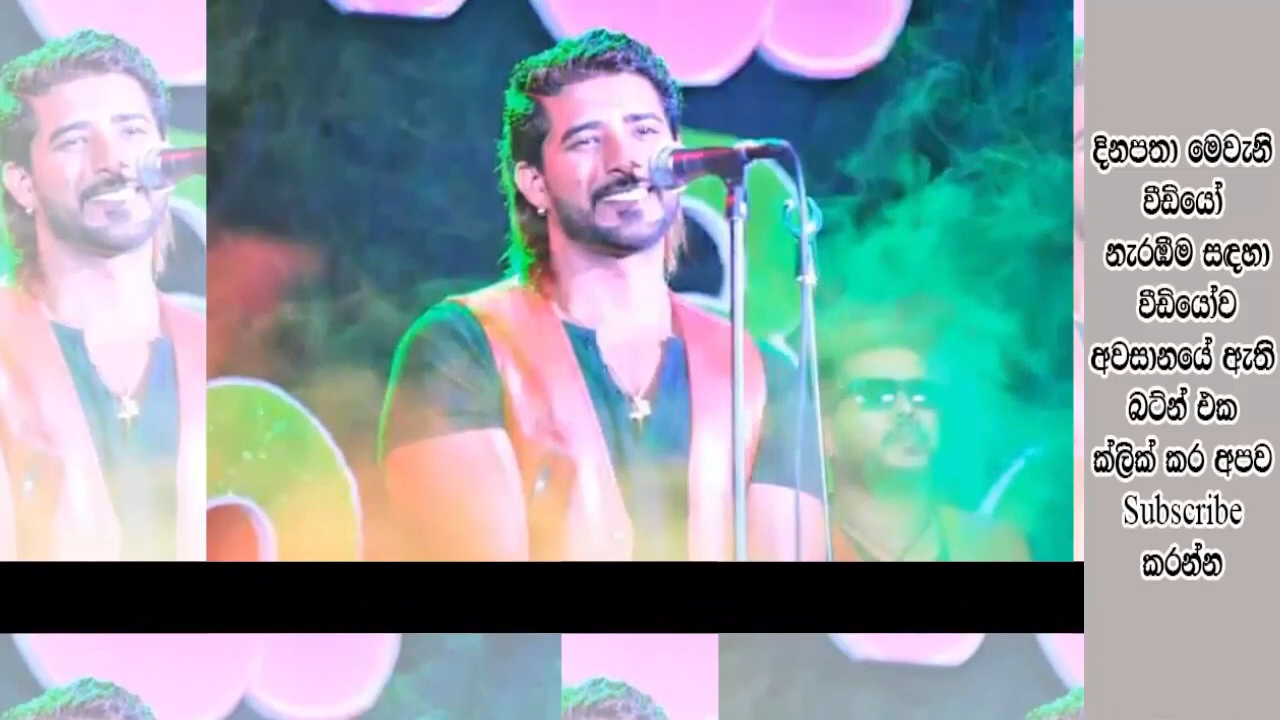 දිනපතා මෙවැනි
වීඩියෝ
නැරඹීම සඳහා
වීඩියෝව
අවසානයේ ඇති
බටන් එක
ක්ලික් කර අපව
Subscribe
කරන්න